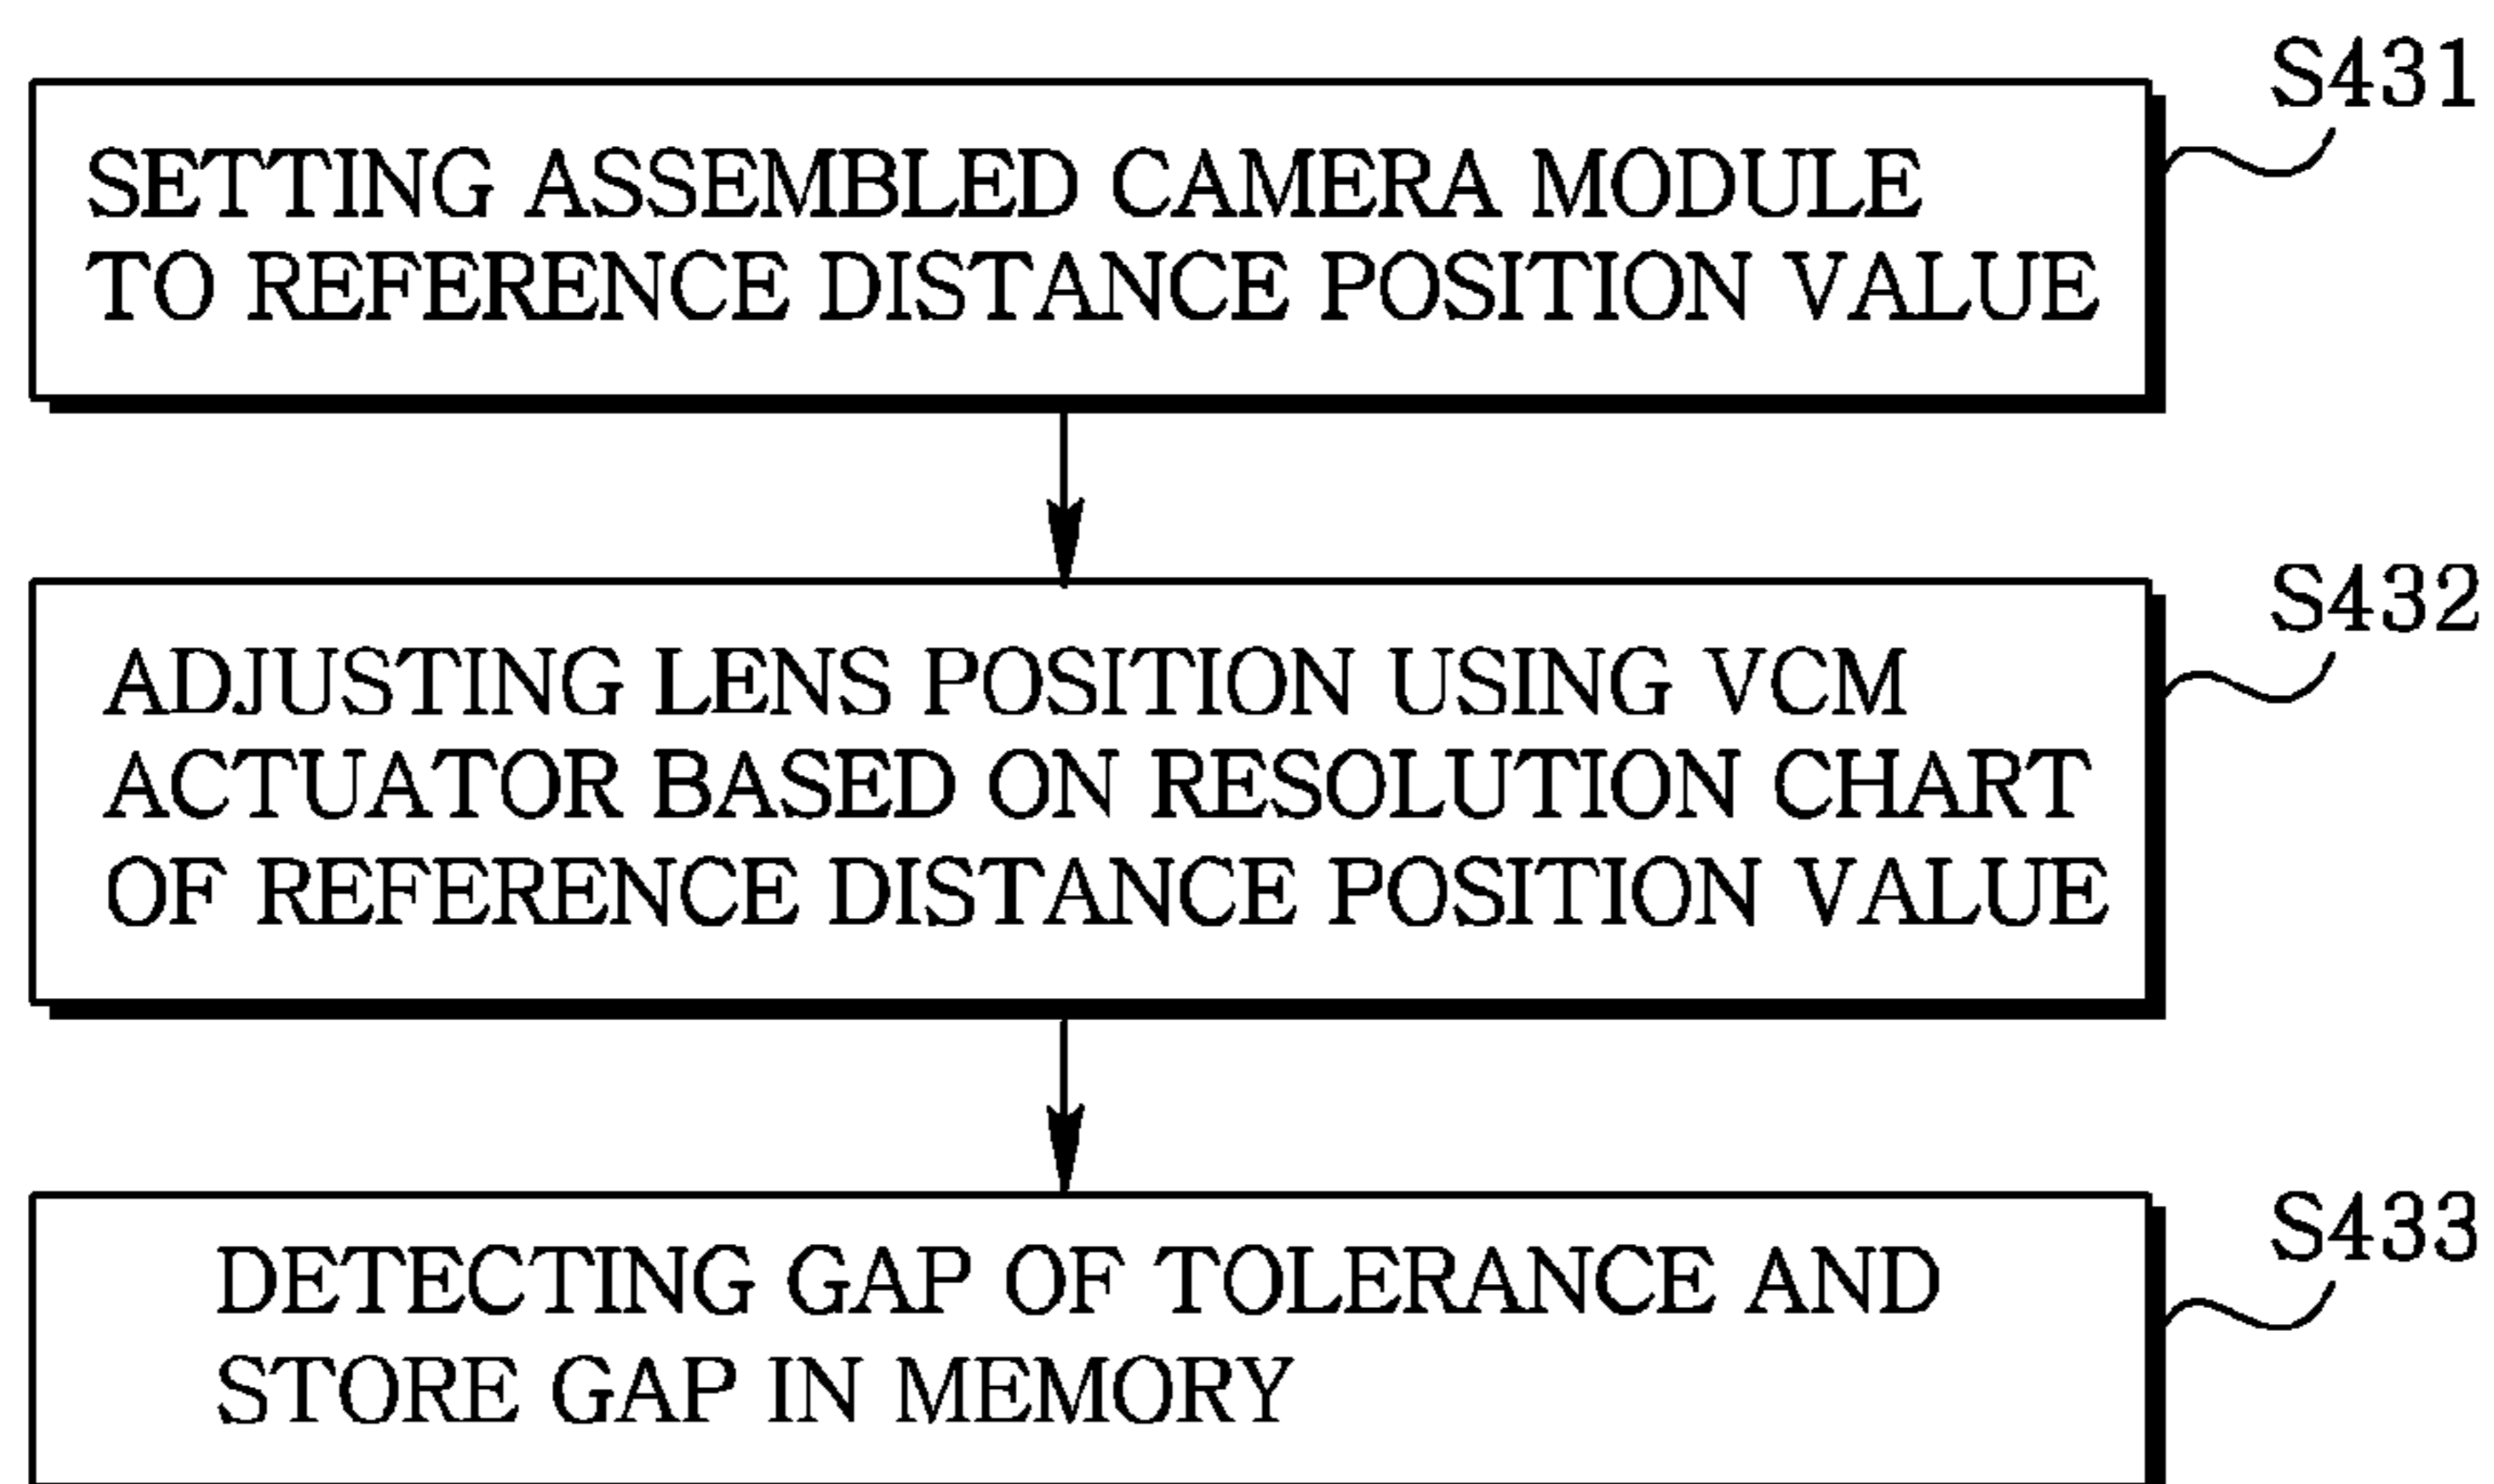 S431
SETTING ASSEMBLED CAMERA MODULE
TO REFERENCE DISTANCE POSITION VALUE
S432
ADJUSTING LENS POSITION USING VCM
ACTUATOR BASED ON RESOLUTION CHART
OF REFERENCE DISTANCE POSITION VALUE
S433
DETECTING GAP OF TOLERANCE AND
STORE GAP IN MEMORY